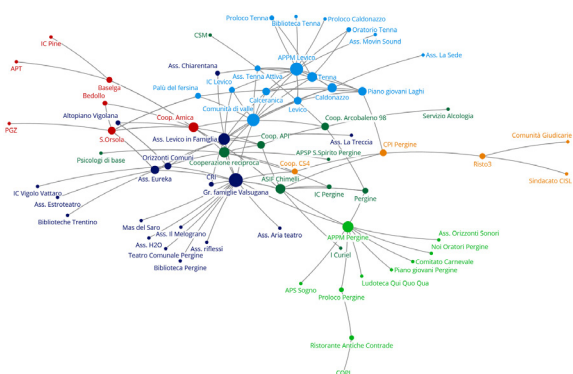 Proloco Tenna
Biblioteca Tenna
Proloco Caldonazzo
Oratorio Tenna
CSM
Ass. Movin Sound
IC Pine
APPM Levico
Ass. La Sede
APT
Ass. Chiarentana
Ass. Tenna Attiva
Tenna
Baselga
IC Levico
Palù del fersina
Piano giovani Laghi
Bedollo
Calceranica
Caldonazzo
Levico
Comunità di valle
Altopiano Vigolana
Coop. Amica
Coop. Arcobaleno 98
Servizio Alcologia
PGZ
S.Orsola
Ass. Levico in Famiglia
Coop. API
Ass. La Treccia
Comunità Giudicarie
CFI Pergine
Psicologi di base
Orizzonti Comuni
Cooperazione reciproca
APSP S.Spirito Pergine
Coop. CS4
Risto3
Ass. Eureka
CRI
ASIF Chimelli
Sindacato CISL
IC Vigolo Vattaro
Gr. famiglie Valsugana
IC Pergine
Pergine
Ass. Estroteatro
Biblioteche Trentino
Mas del Saro
Ass. Il Melograno
Ass. Aria teatro
APPM Pergine
Ass. Orizzonti Sonori
Ass. H2O
Ass. riflessi
Noi Oratori Pergine
Teatro Comunale Pergine
I Curiel
Comitato Carnevale
Biblioteca Pergine
Piano giovani Pergine
APS Sogno
Ludoteca Qui Quo Qua
Proloco Pergine
Ristorante Antiche Contrade